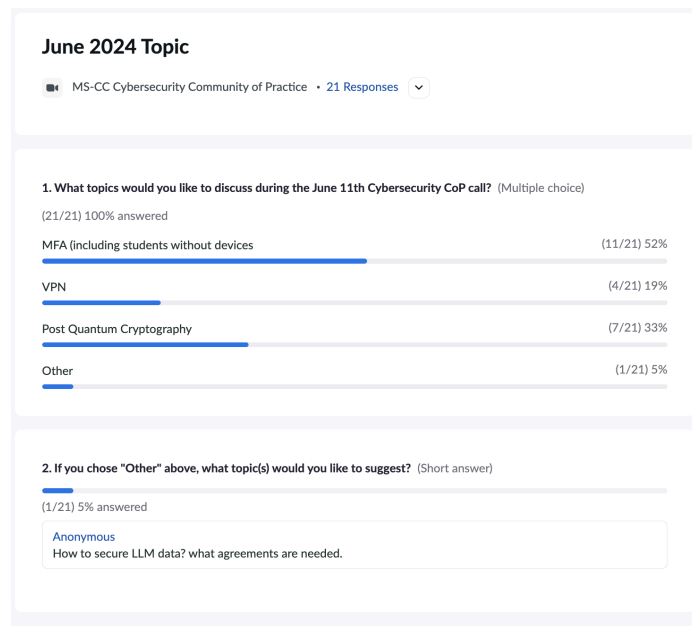 June 2024 Topic
MS-CC Cybersecurity Community of Practice • 21 Responses
1. What topics would you like to discuss during the June 11th Cybersecurity CoP call? (Multiple choice)
(21/21) 100% answered
MFA (including students without devices (11/21) 52%
VPN (4/21) 19%
Post Quantum Cryptography (7/21) 33%
Other (1/21) 5%
2. If you chose "Other" above, what topic(s) would you like to suggest? (Short answer)
(1/21) 5% answered
Anonymous
How to secure LLM data? what agreements are needed.